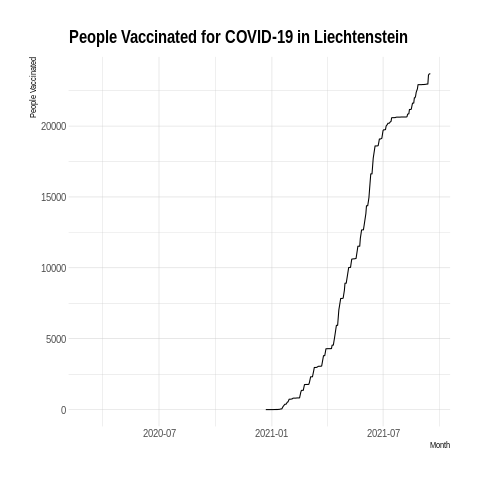 People Vaccinated for COVID-19 in Liechtenstein
People Vaccinated
20000
15000
10000
5000
0
2020-07
2021-01
2021-07
Month